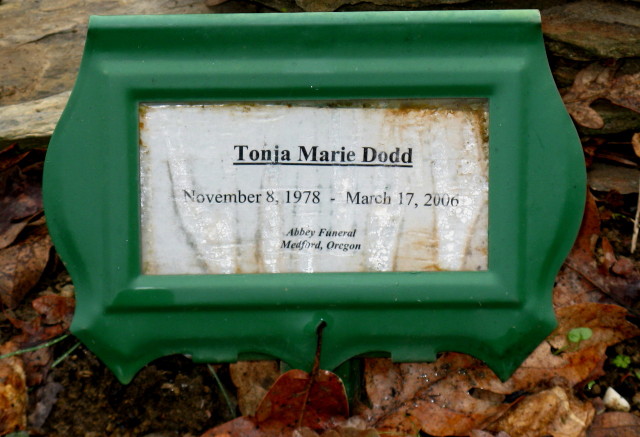 Tonja Marie Dodd
November 8, 1978 - March 17, 2006
Abbey Funeral
Medford, Oregon